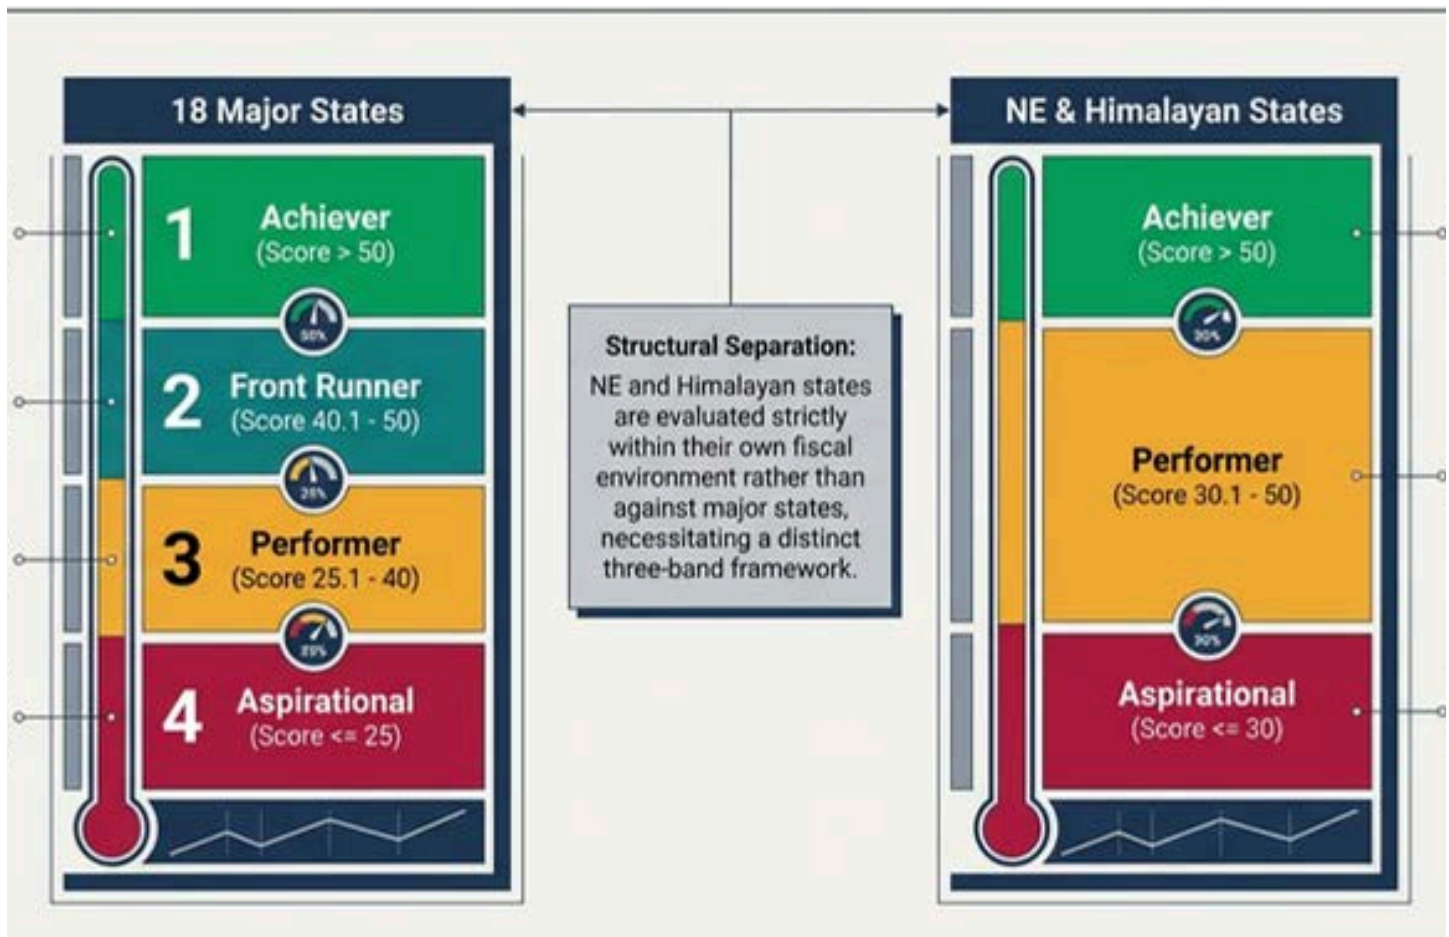 18 Major States
1
Achiever
(Score > 50)
50%
2
Front Runner
(Score 40.1 - 50)
3
Performer
(Score 25.1 - 40)
4
Aspirational
(Score <= 25)
Structural Separation:
NE and Himalayan states
are evaluated strictly
within their own fiscal
environment rather than
against major states,
necessitating a distinct
three-band framework.
NE & Himalayan States
Achiever
(Score > 50)
30%
Performer
(Score 30.1 - 50)
30%
Aspirational
(Score <= 30)